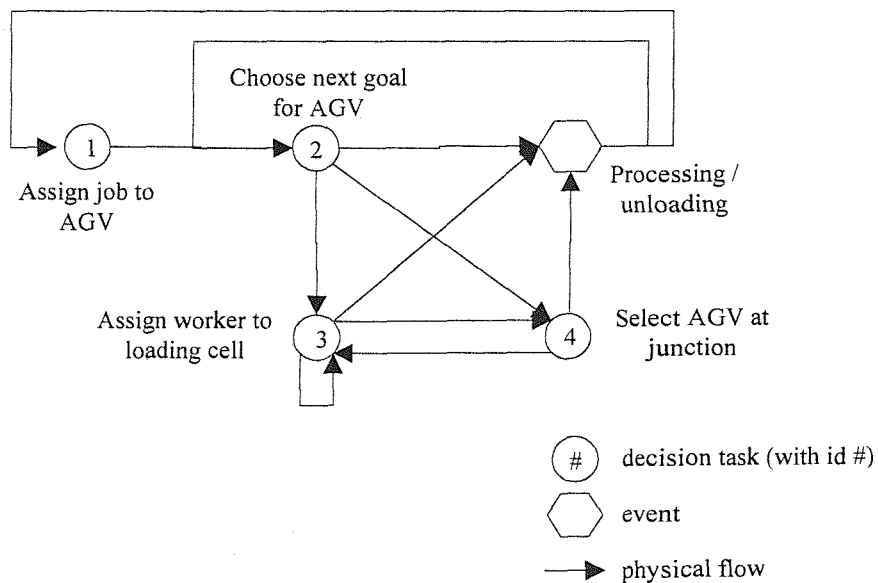 Choose next goal
for AGV
1
2
Assign job to
AGV
Processing /
unloading
Assign worker to
loading cell
3
4
Select AGV at
junction
# decision task (with id #)
event
physical flow